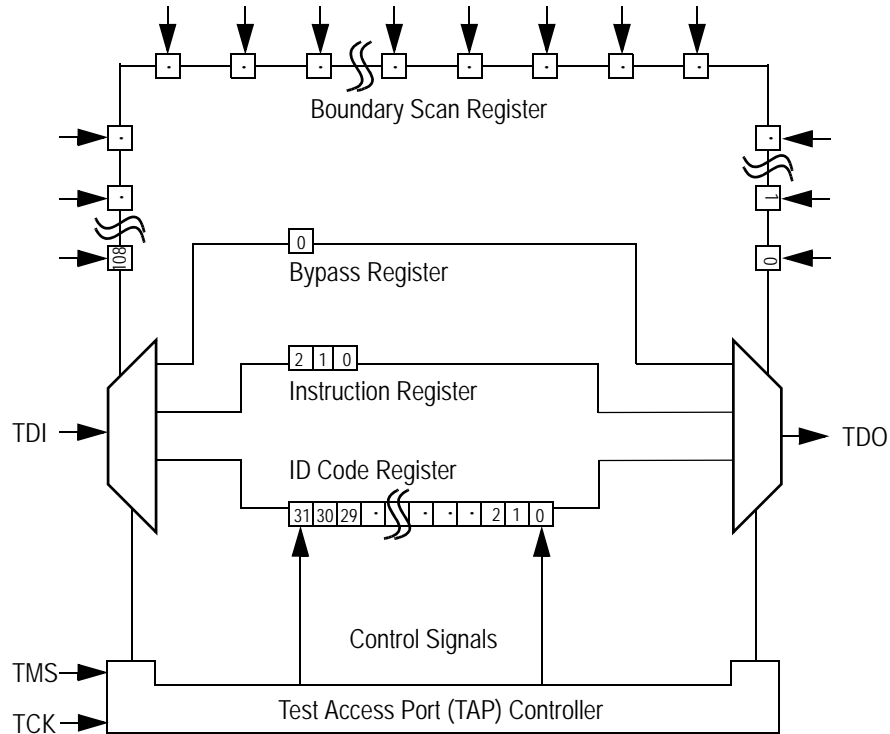 Boundary Scan Register
1
108
0
0
Bypass Register
2 1 0
Instruction Register
TDI
TDO
ID Code Register
31 30 29 · · · · · 2 1 0
Control Signals
TMS
Test Access Port (TAP) Controller
TCK